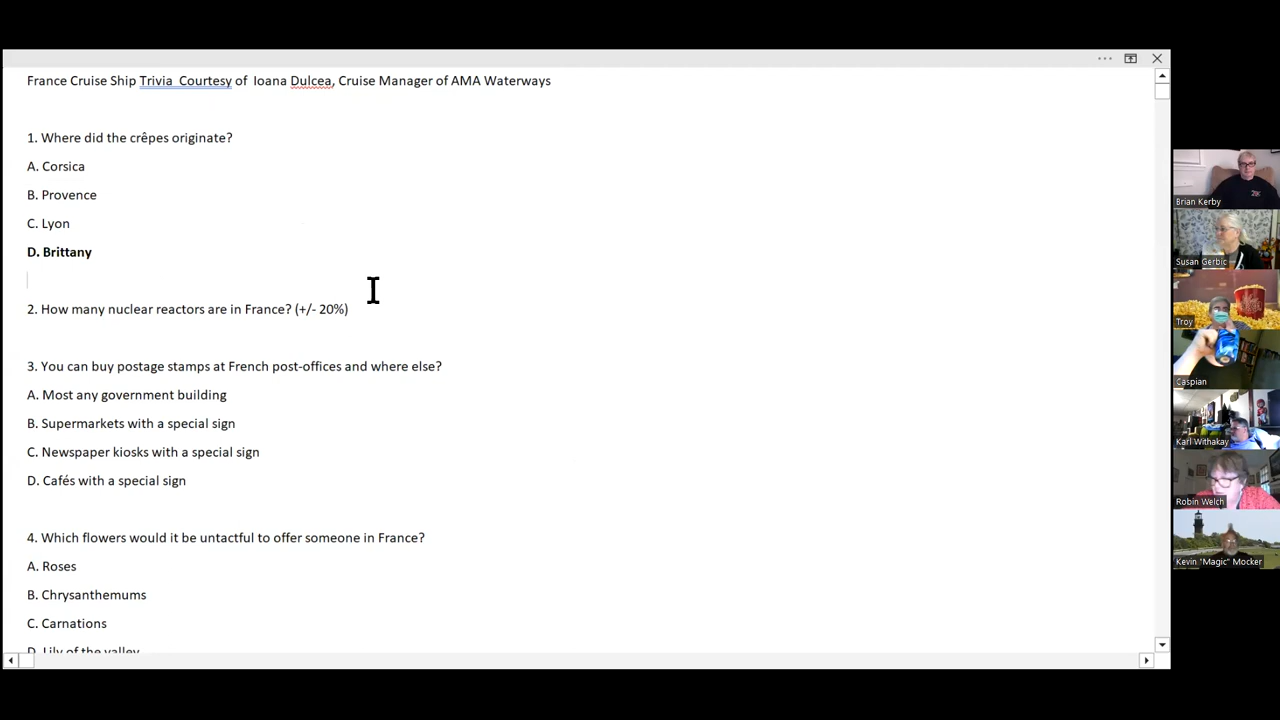 France Cruise Ship Trivia  Courtesy of  Ioana Dulcea, Cruise Manager of AMA Waterways
1. Where did the crêpes originate?
A. Corsica
B. Provence
C. Lyon
D. Brittany
2. How many nuclear reactors are in France? (+/- 20%)
3. You can buy postage stamps at French post-offices and where else?
A. Most any government building
B. Supermarkets with a special sign
C. Newspaper kiosks with a special sign
D. Cafés with a special sign
4. Which flowers would it be untactful to offer someone in France?
A. Roses
B. Chrysanthemums
C. Carnations
D. Lily of the valley
Brian Kerby
Susan Gerbic
Troy
Caspian
Karl Withakay
Robin Welch
Kevin "Magic" Mocker